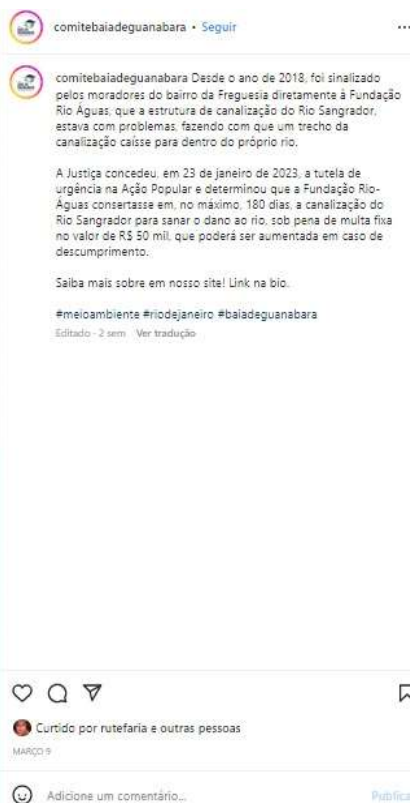 comitebaiadeguanabara • Seguir
comitebaiadeguanabara Desde o ano de 2018, foi sinalizado
pelos moradores do bairro da Freguesia diretamente à Fundação
Rio Águas, que a estrutura de canalização do Rio Sangrador,
estava com problemas, fazendo com que um trecho da
canalização caísse para dentro do próprio rio.
A Justiça concedeu, em 23 de janeiro de 2023, a tutela de
urgência na Ação Popular e determinou que a Fundação Rio-
Águas consertasse em, no máximo, 180 dias, a canalização do
Rio Sangrador para sanar o dano ao rio, sob pena de multa fixa
no valor de R$ 50 mil, que poderá ser aumentada em caso de
descumprimento.
Saiba mais sobre em nosso site! Link na bio.
#meioambiente #riodejaneiro #baiadeguanabara
Editado · 2 sem Ver tradução
Curtido por rutefaria e outras pessoas
MARÇO 9
Adicione um comentário...
Publicar